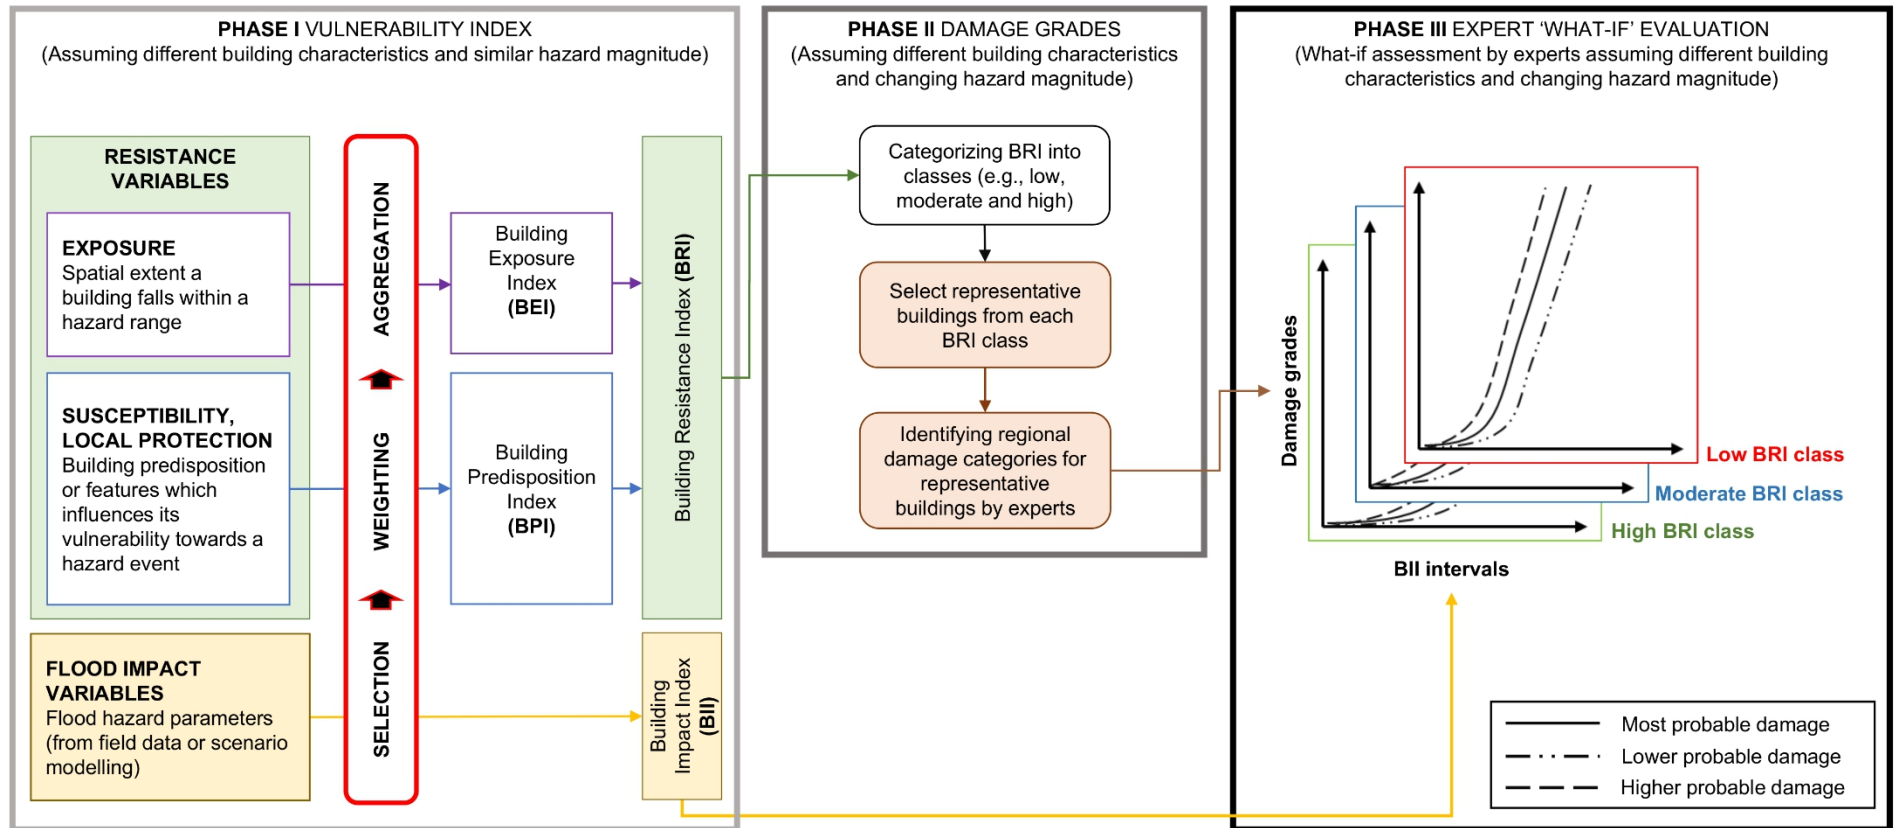 PHASE I VULNERABILITY INDEX
(Assuming different building characteristics and similar hazard magnitude)
RESISTANCE
VARIABLES
EXPOSURE
Spatial extent a
building falls within a
hazard range
SUSCEPTIBILITY,
LOCAL PROTECTION
Building predisposition
or features which
influences its
vulnerability towards a
hazard event
FLOOD IMPACT
VARIABLES
Flood hazard parameters
(from field data or scenario
modelling)
AGGREGATION
WEIGHTING
SELECTION
Building
Exposure
Index
(BEI)
Building
Predisposition
Index
(BPI)
Building Resistance Index (BRI)
Building
Impact Index
(BII)
PHASE II DAMAGE GRADES
(Assuming different building characteristics
and changing hazard magnitude)
Categorizing BRI into
classes (e.g., low,
moderate and high)
Select representative
buildings from each
BRI class
Identifying regional
damage categories for
representative
buildings by experts
PHASE III EXPERT ‘WHAT-IF’ EVALUATION
(What-if assessment by experts assuming different building
characteristics and changing hazard magnitude)
Damage grades
Low BRI class
Moderate BRI class
High BRI class
BII intervals
Most probable damage
Lower probable damage
Higher probable damage